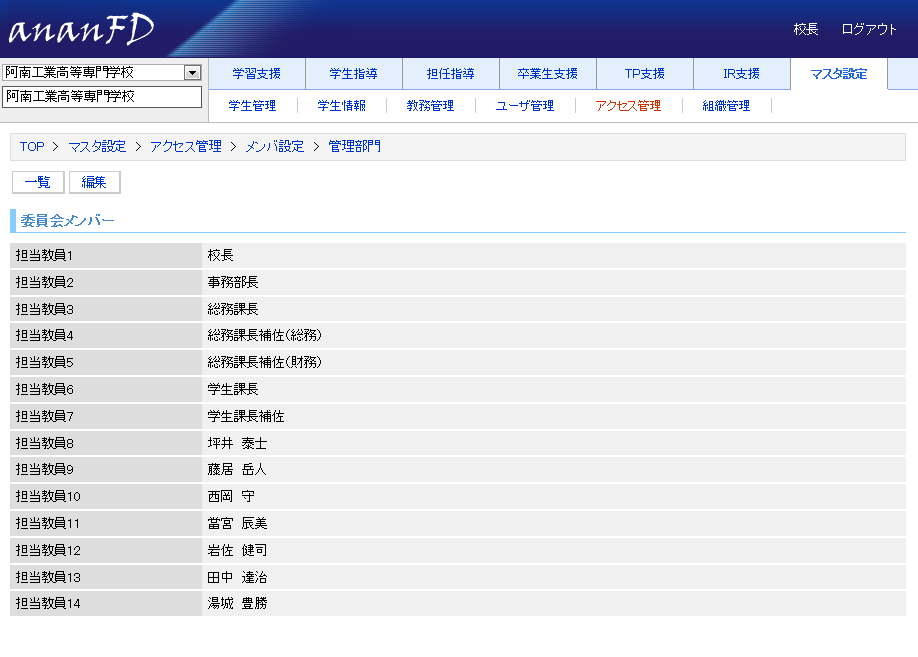 ananFD
校長 ログアウト
阿南工業高等専門学校
阿南工業高等専門学校
学習支援 学生指導 担任指導 卒業生支援 TP支援 IR支援 マスタ設定
学生管理 学生情報 教務管理 ユーザ管理 アクセス管理 組織管理
TOP > マスタ設定 > アクセス管理 > メンバ設定 > 管理部門
一覧 編集
委員会メンバー
担当教員1 校長
担当教員2 事務部長
担当教員3 総務課長
担当教員4 総務課長補佐(総務)
担当教員5 総務課長補佐(財務)
担当教員6 学生課長
担当教員7 学生課長補佐
担当教員8 坪井 泰士
担当教員9 藤居 岳人
担当教員10 西岡 守
担当教員11 當宮 辰美
担当教員12 岩佐 健司
担当教員13 田中 達治
担当教員14 湯城 豊勝